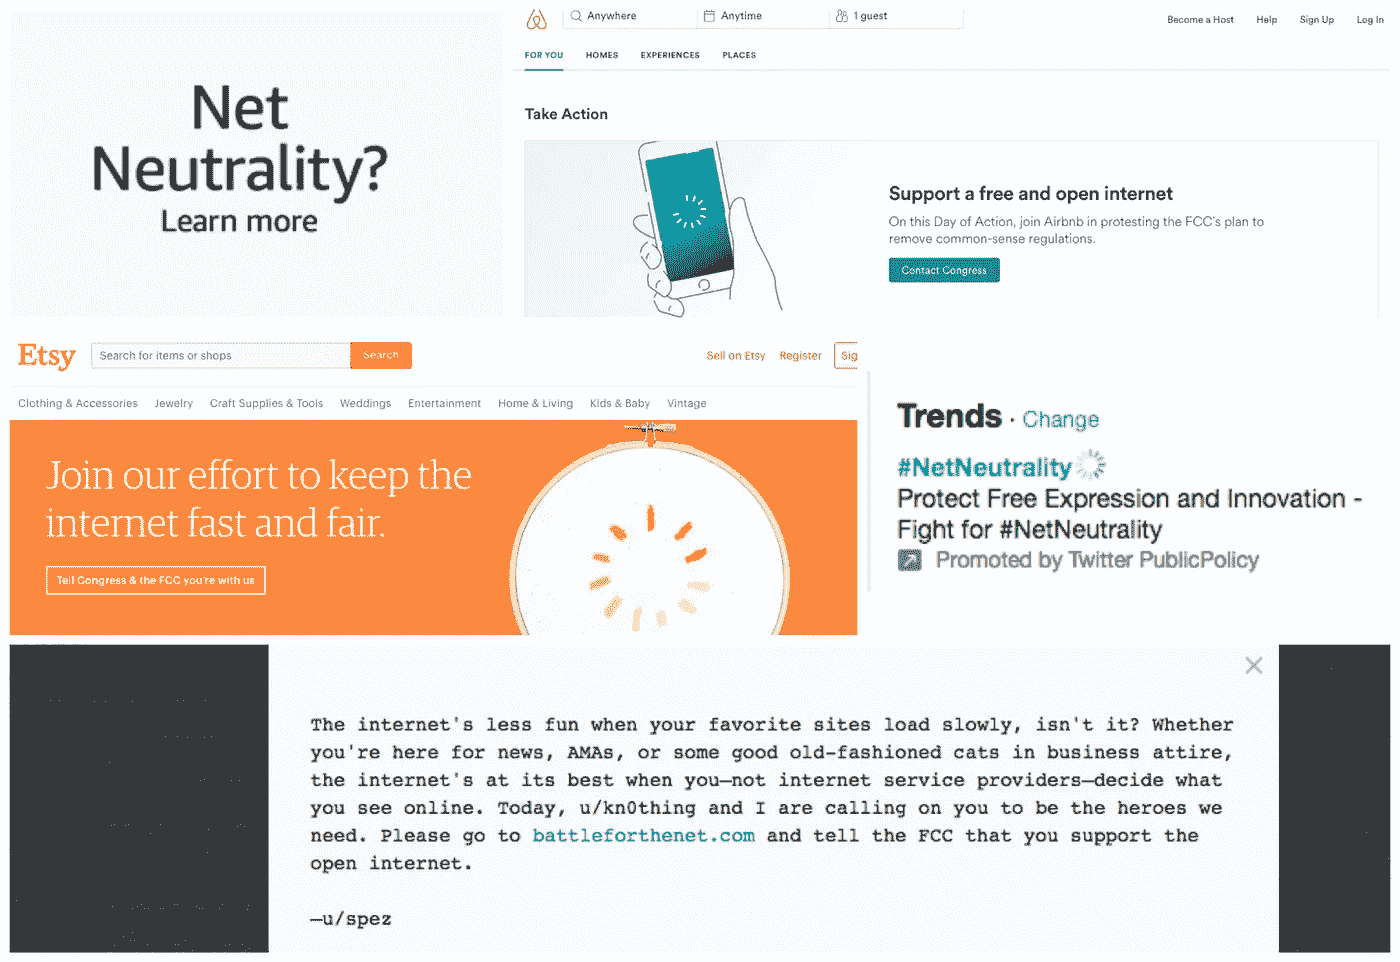 Net
Neutrality?
Learn more
Anywhere
Anytime
1 guest
Become a Host
Help
Sign Up
Log In
FOR YOU
HOMES
EXPERIENCES
PLACES
Take Action
Support a free and open internet
On this Day of Action, join Airbnb in protesting the FCC's plan to
remove common-sense regulations.
Contact Congress
Etsy
Search for items or shops
Search
Sell on Etsy
Register
Sig
Clothing & Accessories
Jewelry
Craft Supplies & Tools
Weddings
Entertainment
Home & Living
Kids & Baby
Vintage
Join our effort to keep the
internet fast and fair.
Tell Congress & the FCC you're with us
Trends · Change
#NetNeutrality
Protect Free Expression and Innovation -
Fight for #NetNeutrality
Promoted by Twitter PublicPolicy
The internet's less fun when your favorite sites load slowly, isn't it? Whether
you're here for news, AMAs, or some good old-fashioned cats in business attire,
the internet's at its best when you—not internet service providers—decide what
you see online. Today, u/kn0thing and I are calling on you to be the heroes we
need. Please go to battleforthenet.com and tell the FCC that you support the
open internet.
—u/spez